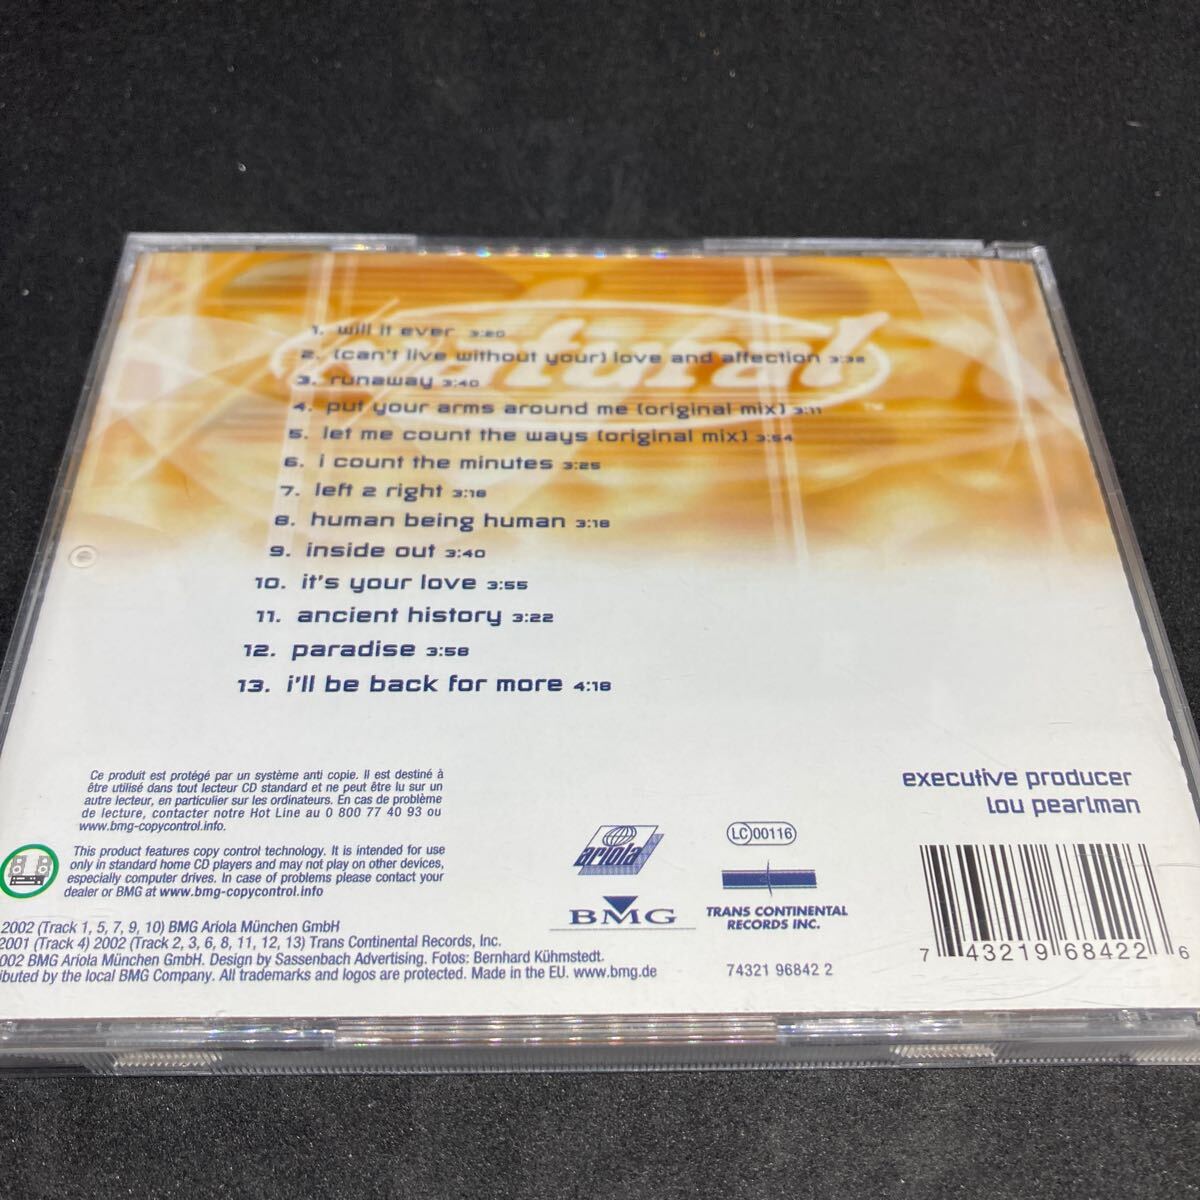 natural
1. will it ever 3:20
2. (can't live without your) love and affection 3:32
3. runaway 3:40
4. put your arms around me (original mix) 3:11
5. let me count the ways (original mix) 3:54
6. i count the minutes 3:25
7. left 2 right 3:18
8. human being human 3:18
9. inside out 3:40
10. it's your love 3:55
11. ancient history 3:22
12. paradise 3:58
13. i'll be back for more 4:18
Ce produit est protégé par un système anti copie. Il est destiné à
être utilisé dans tout lecteur CD standard et ne peut être lu sur un
autre lecteur, en particulier sur les ordinateurs. En cas de problème
de lecture, contacter notre Hot Line au 0 800 77 40 93 ou
www.bmg-copycontrol.info.
This product features copy control technology. It is intended for use
only in standard home CD players and may not play on other devices,
especially computer drives. In case of problems please contact your
dealer or BMG at www.bmg-copycontrol.info
2002 (Track 1, 5, 7, 9, 10) BMG Ariola München GmbH
2001 (Track 4) 2002 (Track 2, 3, 6, 8, 11, 12, 13) Trans Continental Records, Inc.
002 BMG Ariola München GmbH. Design by Sassenbach Advertising. Fotos: Bernhard Kühmstedt.
ibuted by the local BMG Company. All trademarks and logos are protected. Made in the EU. www.bmg.de
ariola
BMG
LC 00116
TRANS CONTINENTAL
RECORDS INC.
74321 96842 2
executive producer
lou pearlman
7 43219 68422 6